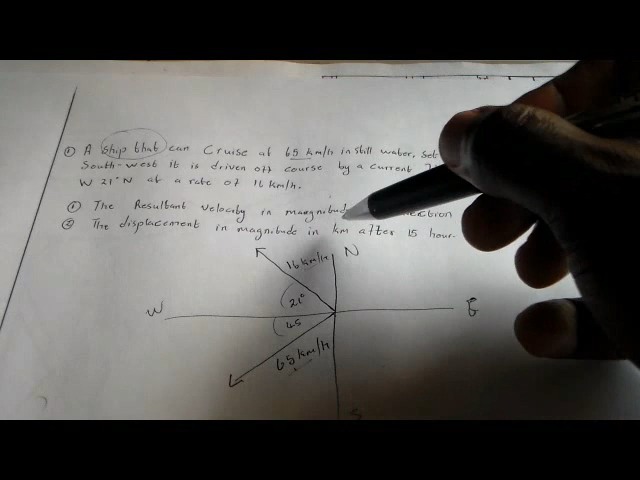 ① A ship that can Cruise at 65 km/h in still water. Set
South-west it is driven off course by a current
W 21° N at a rate of 16 km/h.
① The Resultant velocity in mangnitude
② The displacement in magnitude in km after 15 hour.
N
16 km/h
21°
W
E
45
65 km/h
S